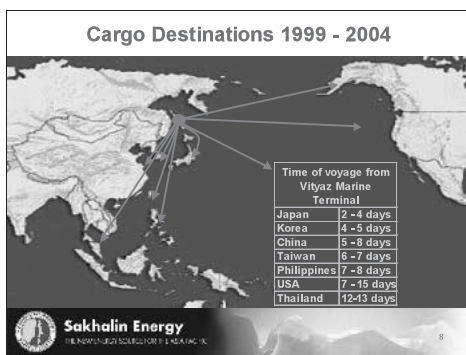 Cargo Destinations 1999 - 2004
Time of voyage from
Vityaz Marine
Terminal
Japan 2 - 4 days
Korea 4 - 5 days
China 5 - 8 days
Taiwan 6 - 7 days
Philippines 7 - 8 days
USA 7 - 15 days
Thailand 12-13 days
Sakhalin Energy
THE NEW ENERGY SOURCE FOR THE ASIA PACIFIC
8